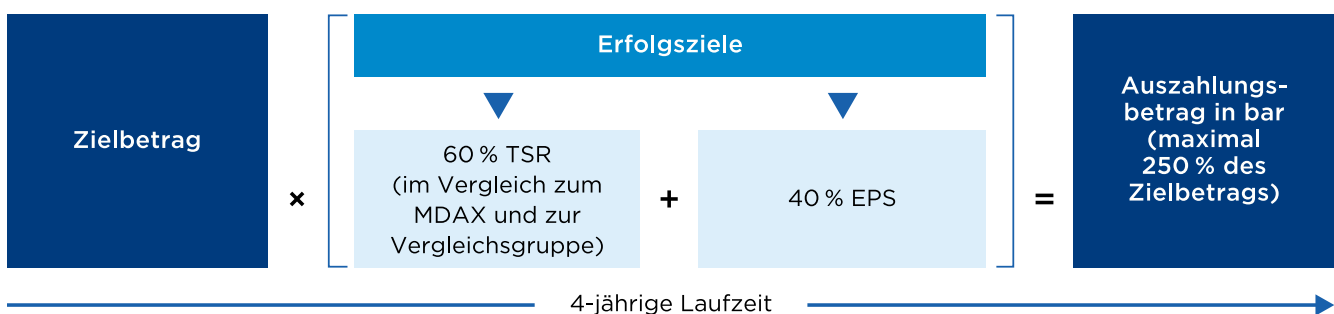 Zielbetrag
×
Erfolgsziele
60 % TSR
(im Vergleich zum
MDAX und zur
Vergleichsgruppe)
+
40 % EPS
=
Auszahlungs-
betrag in bar
(maximal
250 % des
Zielbetrags)
4-jährige Laufzeit